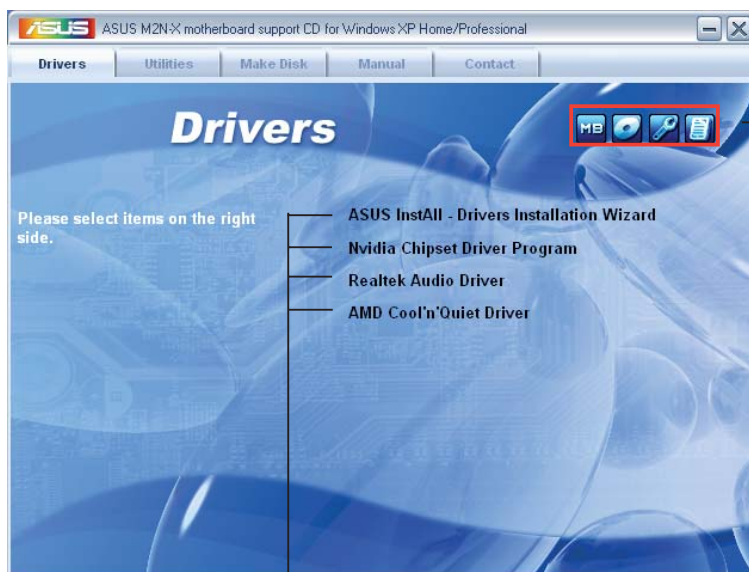 ASUS ASUS M2N-X motherboard support CD for Windows XP Home/Professional
Drivers Utilities Make Disk Manual Contact
Drivers
MB
Please select items on the right
side.
ASUS InstAll - Drivers Installation Wizard
Nvidia Chipset Driver Program
Realtek Audio Driver
AMD Cool'n'Quiet Driver